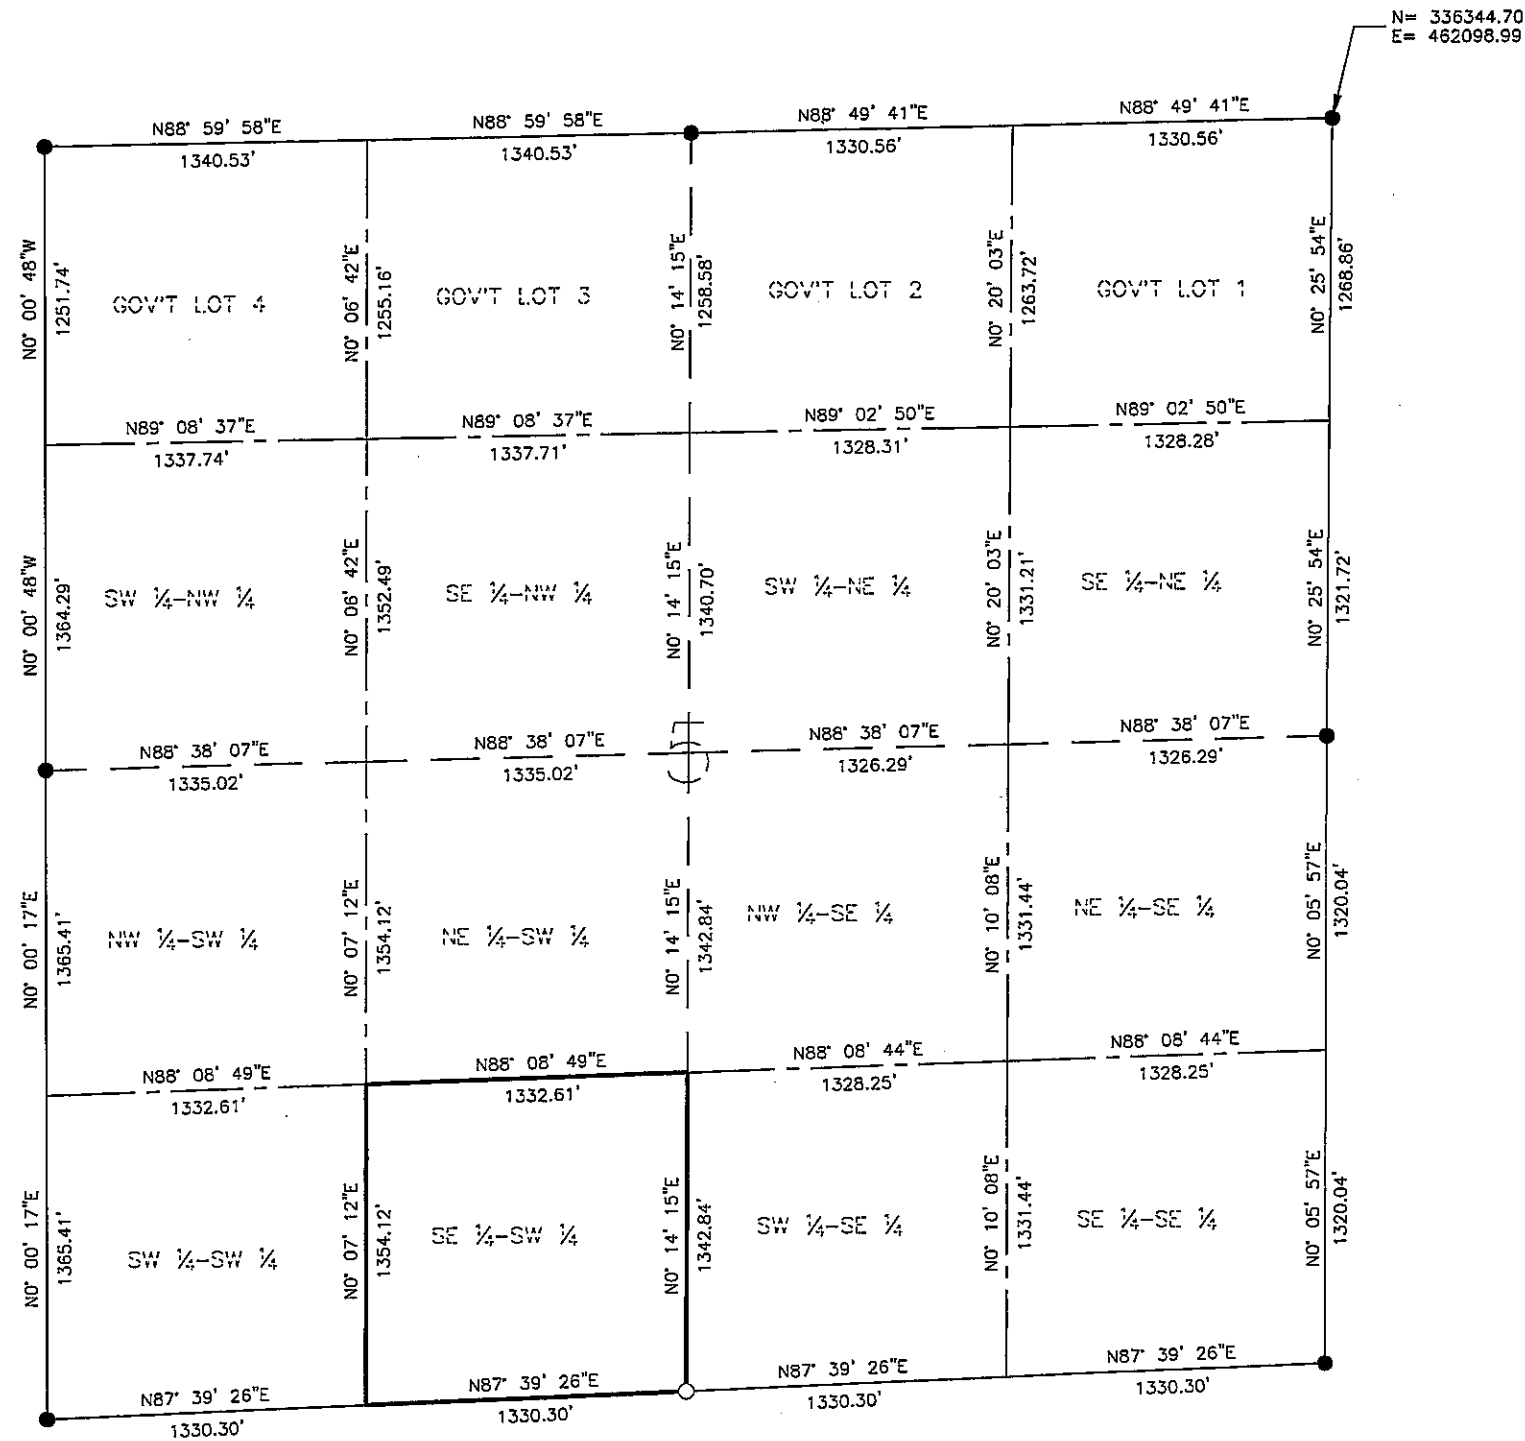 N= 336344.70
E= 462098.99
N88° 59' 58"E
1340.53'
N88° 59' 58"E
1340.53'
N88° 49' 41"E
1330.56'
N88° 49' 41"E
1330.56'
N0° 00' 48"W
1251.74'
GOV'T LOT 4
N0° 06' 42"E
1255.16'
GOV'T LOT 3
N0° 14' 15"E
1258.58'
GOV'T LOT 2
N0° 20' 03"E
1263.72'
GOV'T LOT 1
N0° 25' 54"E
1268.86'
N89° 08' 37"E
1337.74'
N89° 08' 37"E
1337.71'
N89° 02' 50"E
1328.31'
N89° 02' 50"E
1328.28'
N0° 00' 48"W
1364.29'
SW ¼-NW ¼
N0° 06' 42"E
1352.49'
SE ¼-NW ¼
N0° 14' 15"E
1340.70'
SW ¼-NE ¼
N0° 20' 03"E
1331.21'
SE ¼-NE ¼
N0° 25' 54"E
1321.72'
N88° 38' 07"E
1335.02'
N88° 38' 07"E
1335.02'
5
N88° 38' 07"E
1326.29'
N88° 38' 07"E
1326.29'
N0° 00' 17"E
1365.41'
NW ¼-SW ¼
N0° 07' 12"E
1354.12'
NE ¼-SW ¼
N0° 14' 15"E
1342.84'
NW ¼-SE ¼
N0° 10' 08"E
1331.44'
NE ¼-SE ¼
N0° 05' 57"E
1320.04'
N88° 08' 49"E
1332.61'
N88° 08' 49"E
1332.61'
N88° 08' 44"E
1328.25'
N88° 08' 44"E
1328.25'
N0° 00' 17"E
1365.41'
SW ¼-SW ¼
N0° 07' 12"E
1354.12'
SE ¼-SW ¼
N0° 14' 15"E
1342.84'
SW ¼-SE ¼
N0° 10' 08"E
1331.44'
SE ¼-SE ¼
N0° 05' 57"E
1320.04'
N87° 39' 26"E
1330.30'
N87° 39' 26"E
1330.30'
N87° 39' 26"E
1330.30'
N87° 39' 26"E
1330.30'